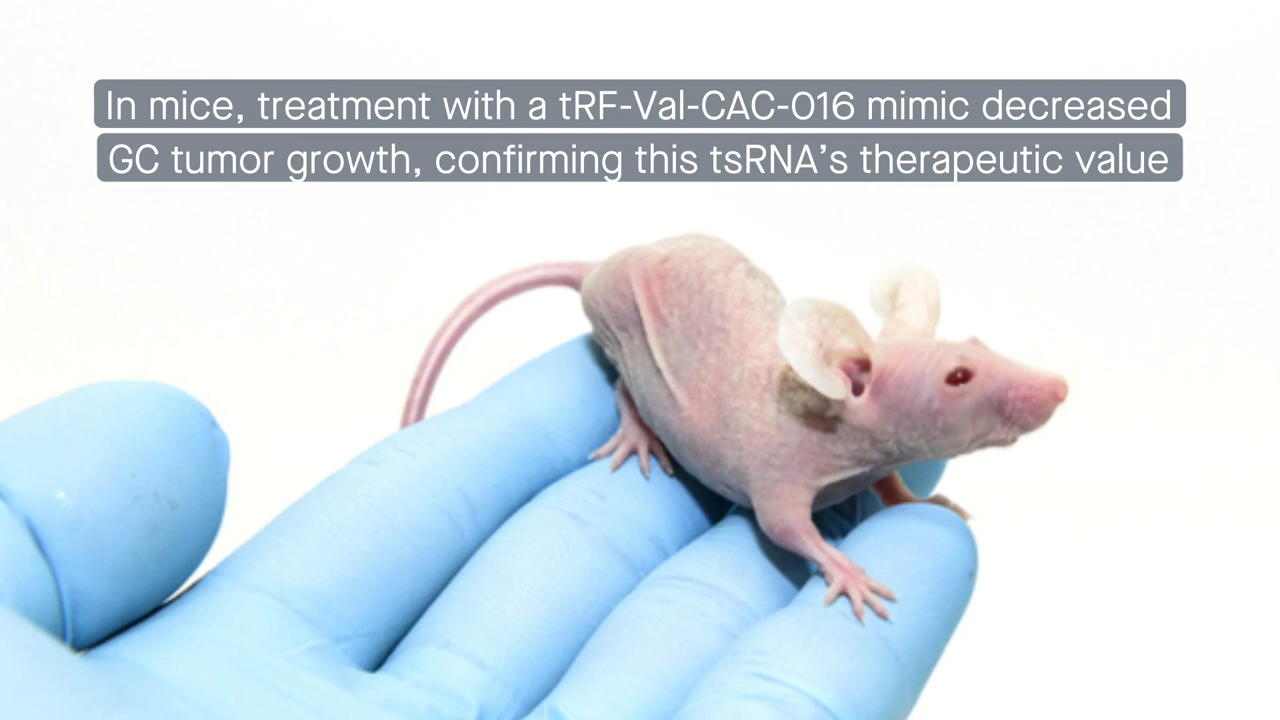 In mice, treatment with a tRF-Val-CAC-016 mimic decreased
GC tumor growth, confirming this tsRNA’s therapeutic value